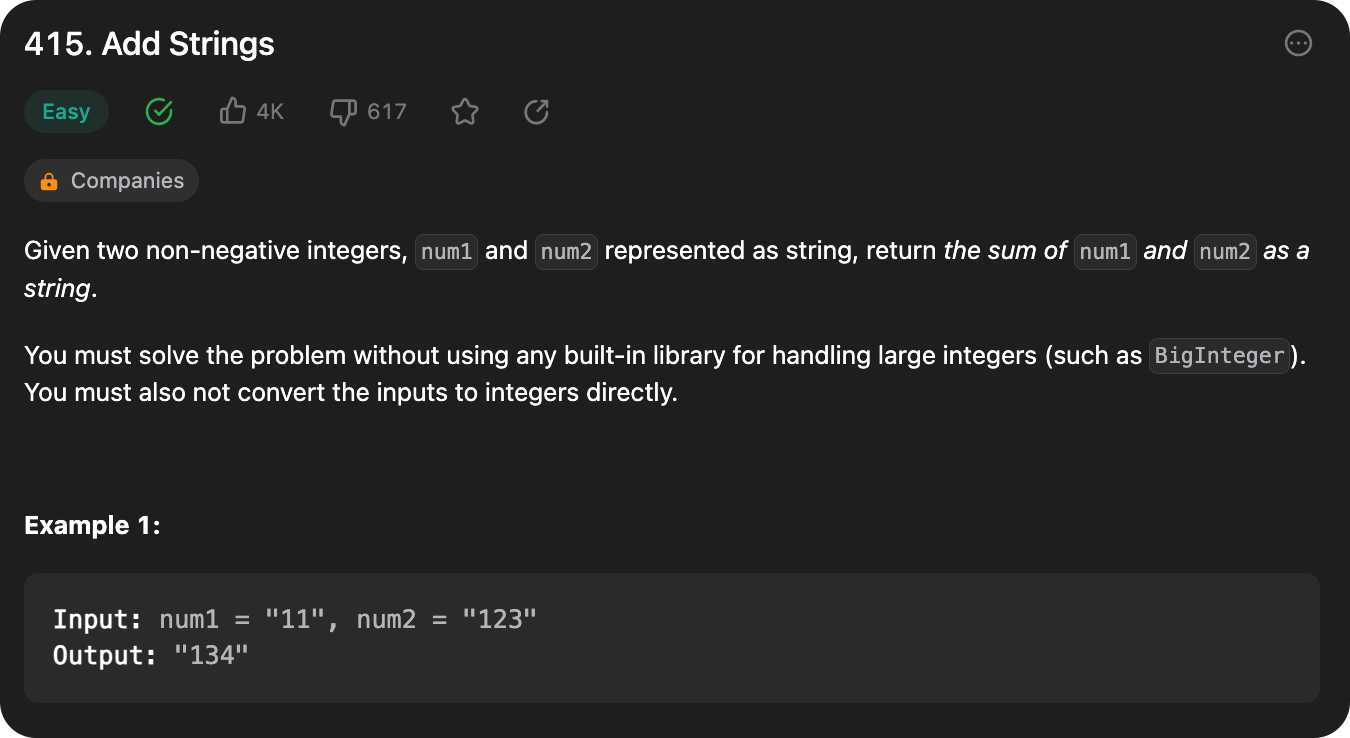 415. Add Strings
Easy 4K 617
Companies
Given two non-negative integers, num1 and num2 represented as string, return the sum of num1 and num2 as a
string.
You must solve the problem without using any built-in library for handling large integers (such as BigInteger).
You must also not convert the inputs to integers directly.
Example 1:
Input: num1 = "11", num2 = "123"
Output: "134"